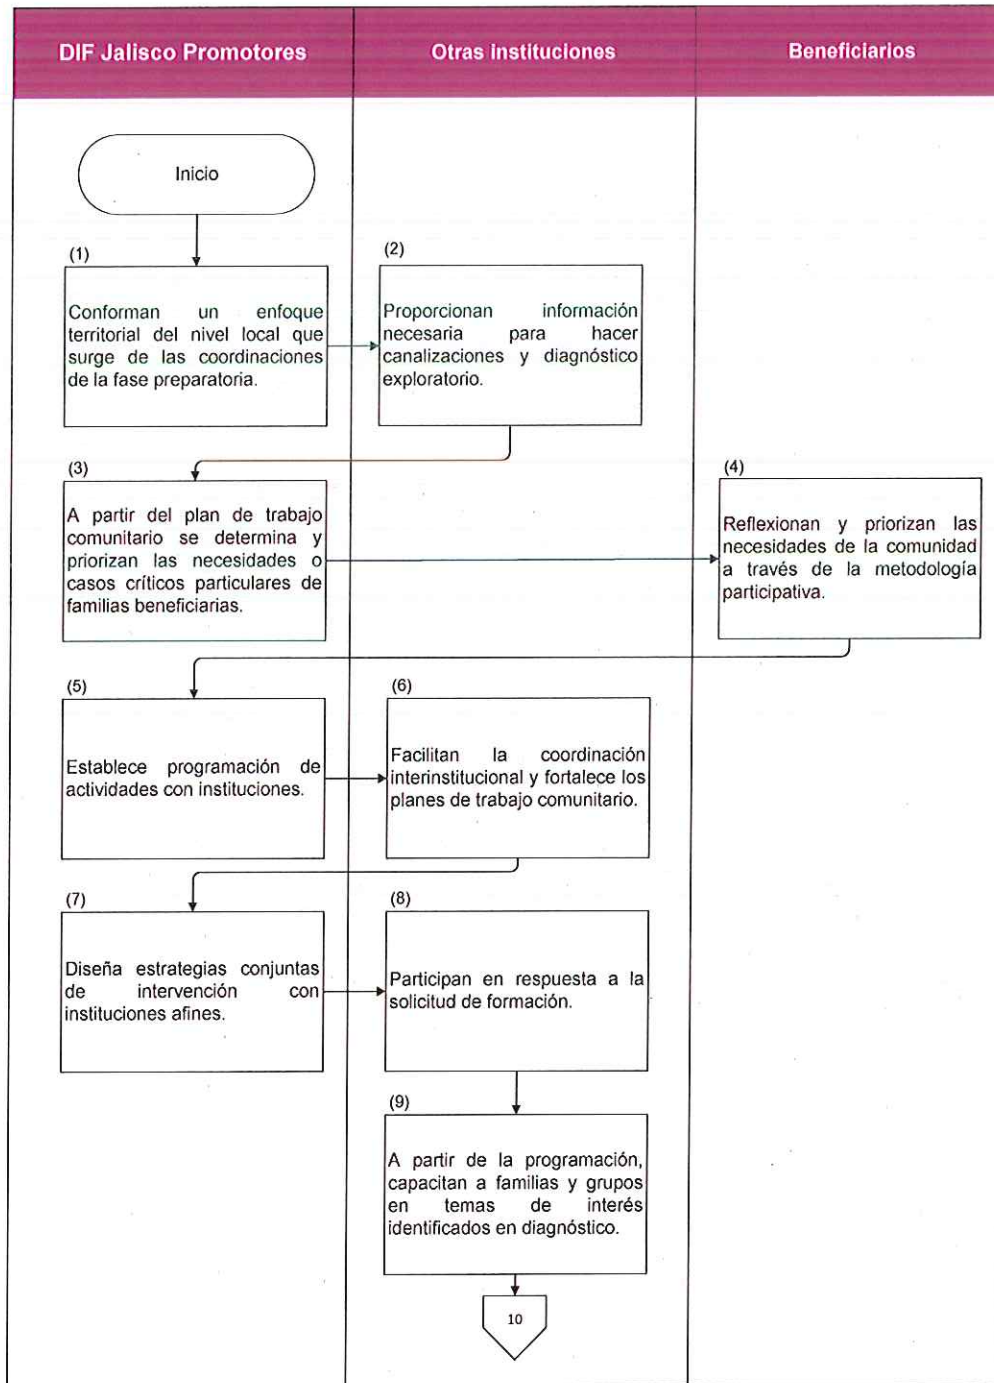 DIF Jalisco Promotores
Otras instituciones
Beneficiarios
Inicio
(1)
Conforman un enfoque
territorial del nivel local que
surge de las coordinaciones
de la fase preparatoria.
(2)
Proporcionan información
necesaria para hacer
canalizaciones y diagnóstico
exploratorio.
(3)
A partir del plan de trabajo
comunitario se determina y
priorizan las necesidades o
casos críticos particulares de
familias beneficiarias.
(4)
Reflexionan y priorizan las
necesidades de la comunidad
a través de la metodología
participativa.
(5)
Establece programación de
actividades con instituciones.
(6)
Facilitan la coordinación
interinstitucional y fortalece los
planes de trabajo comunitario.
(7)
Diseña estrategias conjuntas
de intervención con
instituciones afines.
(8)
Participan en respuesta a la
solicitud de formación.
(9)
A partir de la programación,
capacitan a familias y grupos
en temas de interés
identificados en diagnóstico.
10